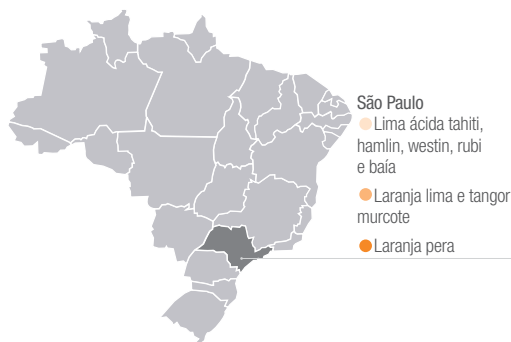 São Paulo
Lima ácida tahiti,
hamlin, westin, rubi
e baía
Laranja lima e tangor
murcote
Laranja pera